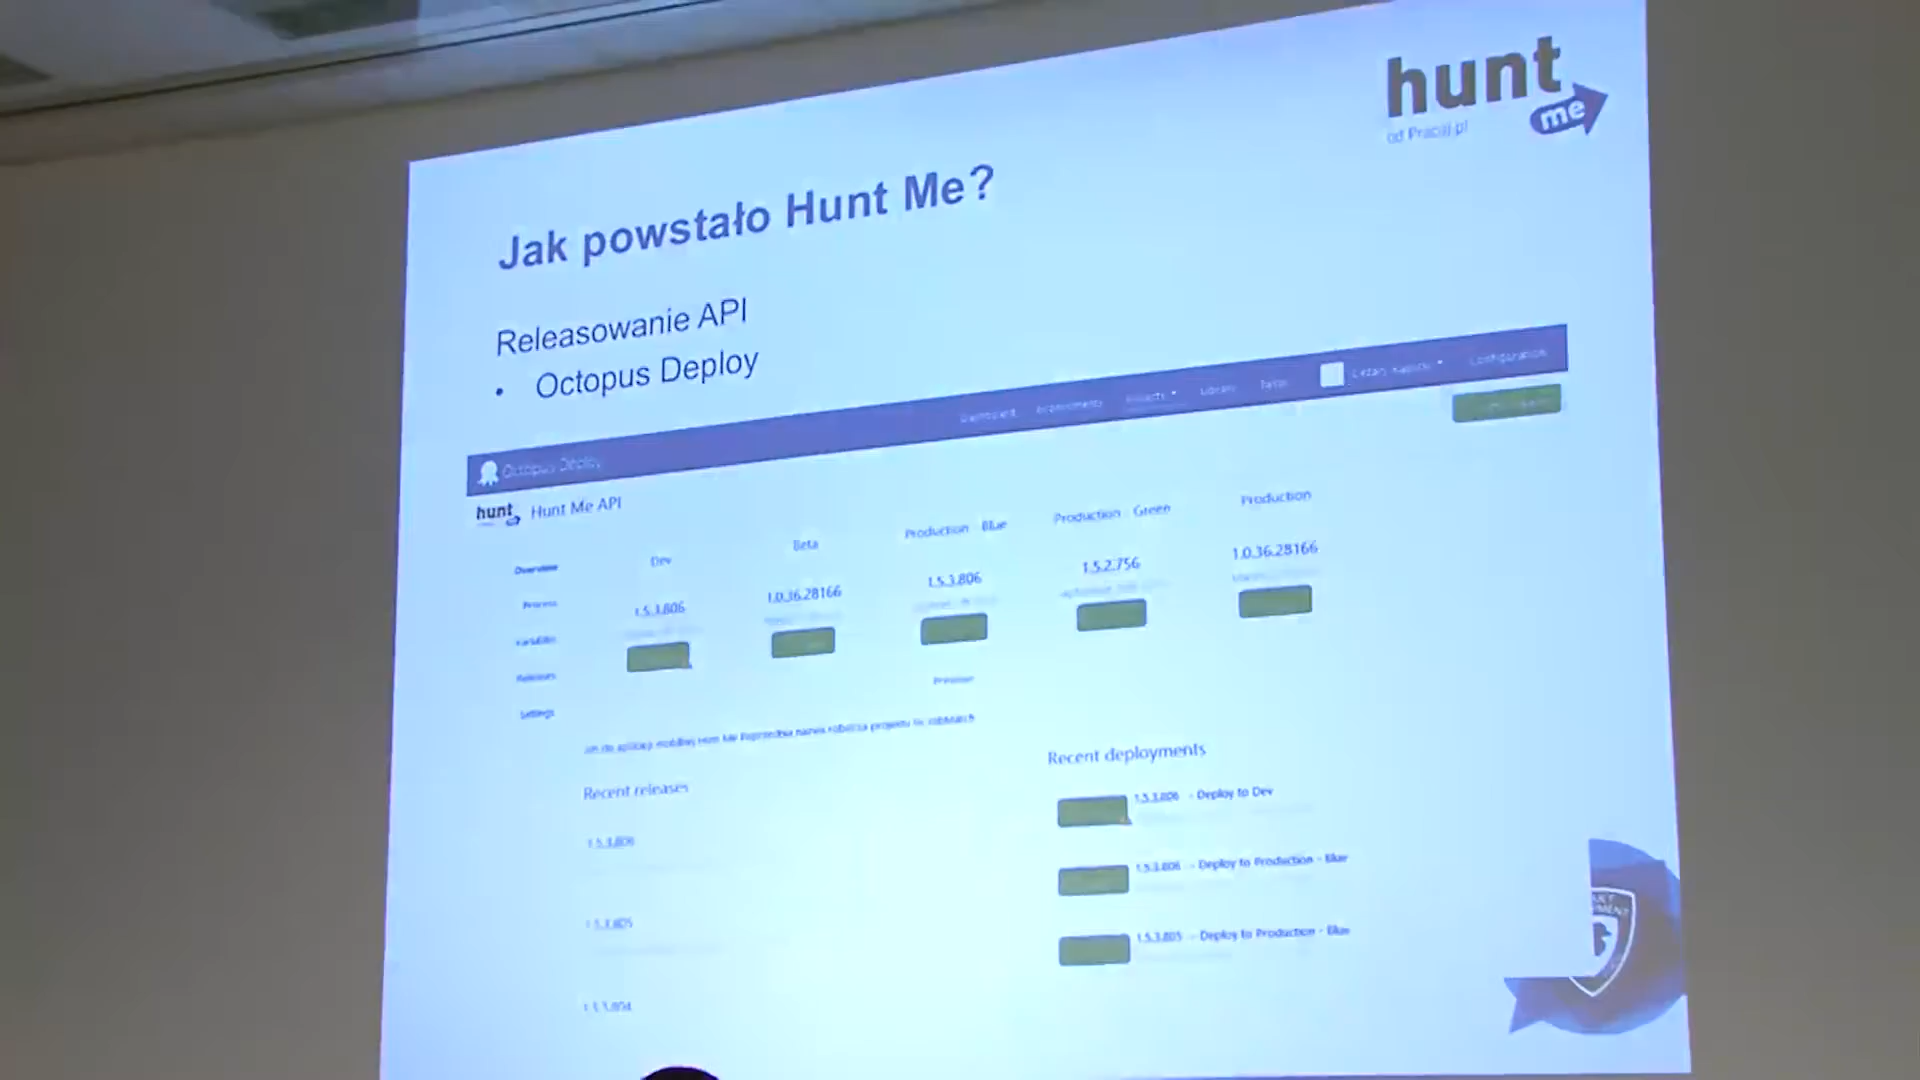 hunt
me
od Pracuj.pl
Jak powstało Hunt Me?
Releasowanie API
• Octopus Deploy
Dashboard Environments Projects Library Tasks Configuration
Octopus Deploy
hunt Hunt Me API
Overview
Process
Variables
Releases
Settings
Dev Beta Production Blue Production Green Production
1.5.3.806 1.0.36.28166 1.5.3.806 1.5.2.756 1.0.36.28166
Previous
Recent releases
1.5.3.806
1.5.3.805
1.5.3.804
Recent deployments
1.5.3.806 - Deploy to Dev
1.5.3.806 - Deploy to Production - Blue
1.5.3.805 - Deploy to Production - Blue